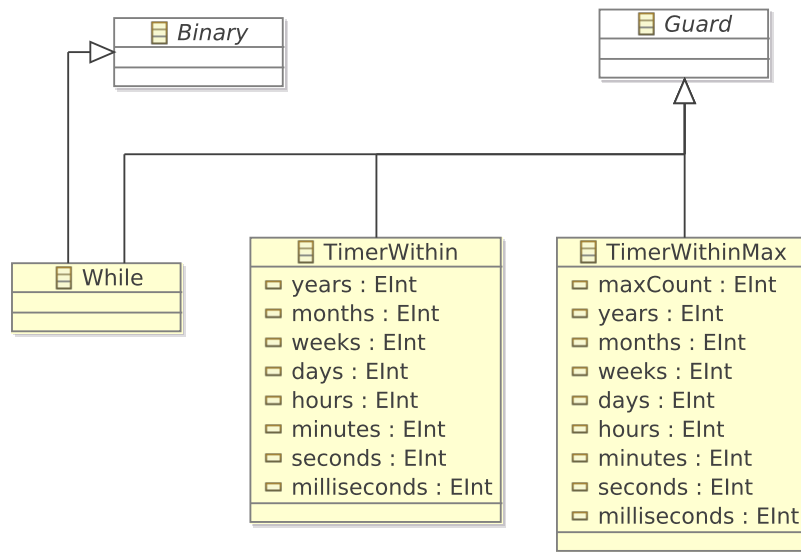 Binary
Guard
While
TimerWithin
years : EInt
months : EInt
weeks : EInt
days : EInt
hours : EInt
minutes : EInt
seconds : EInt
milliseconds : EInt
TimerWithinMax
maxCount : EInt
years : EInt
months : EInt
weeks : EInt
days : EInt
hours : EInt
minutes : EInt
seconds : EInt
milliseconds : EInt